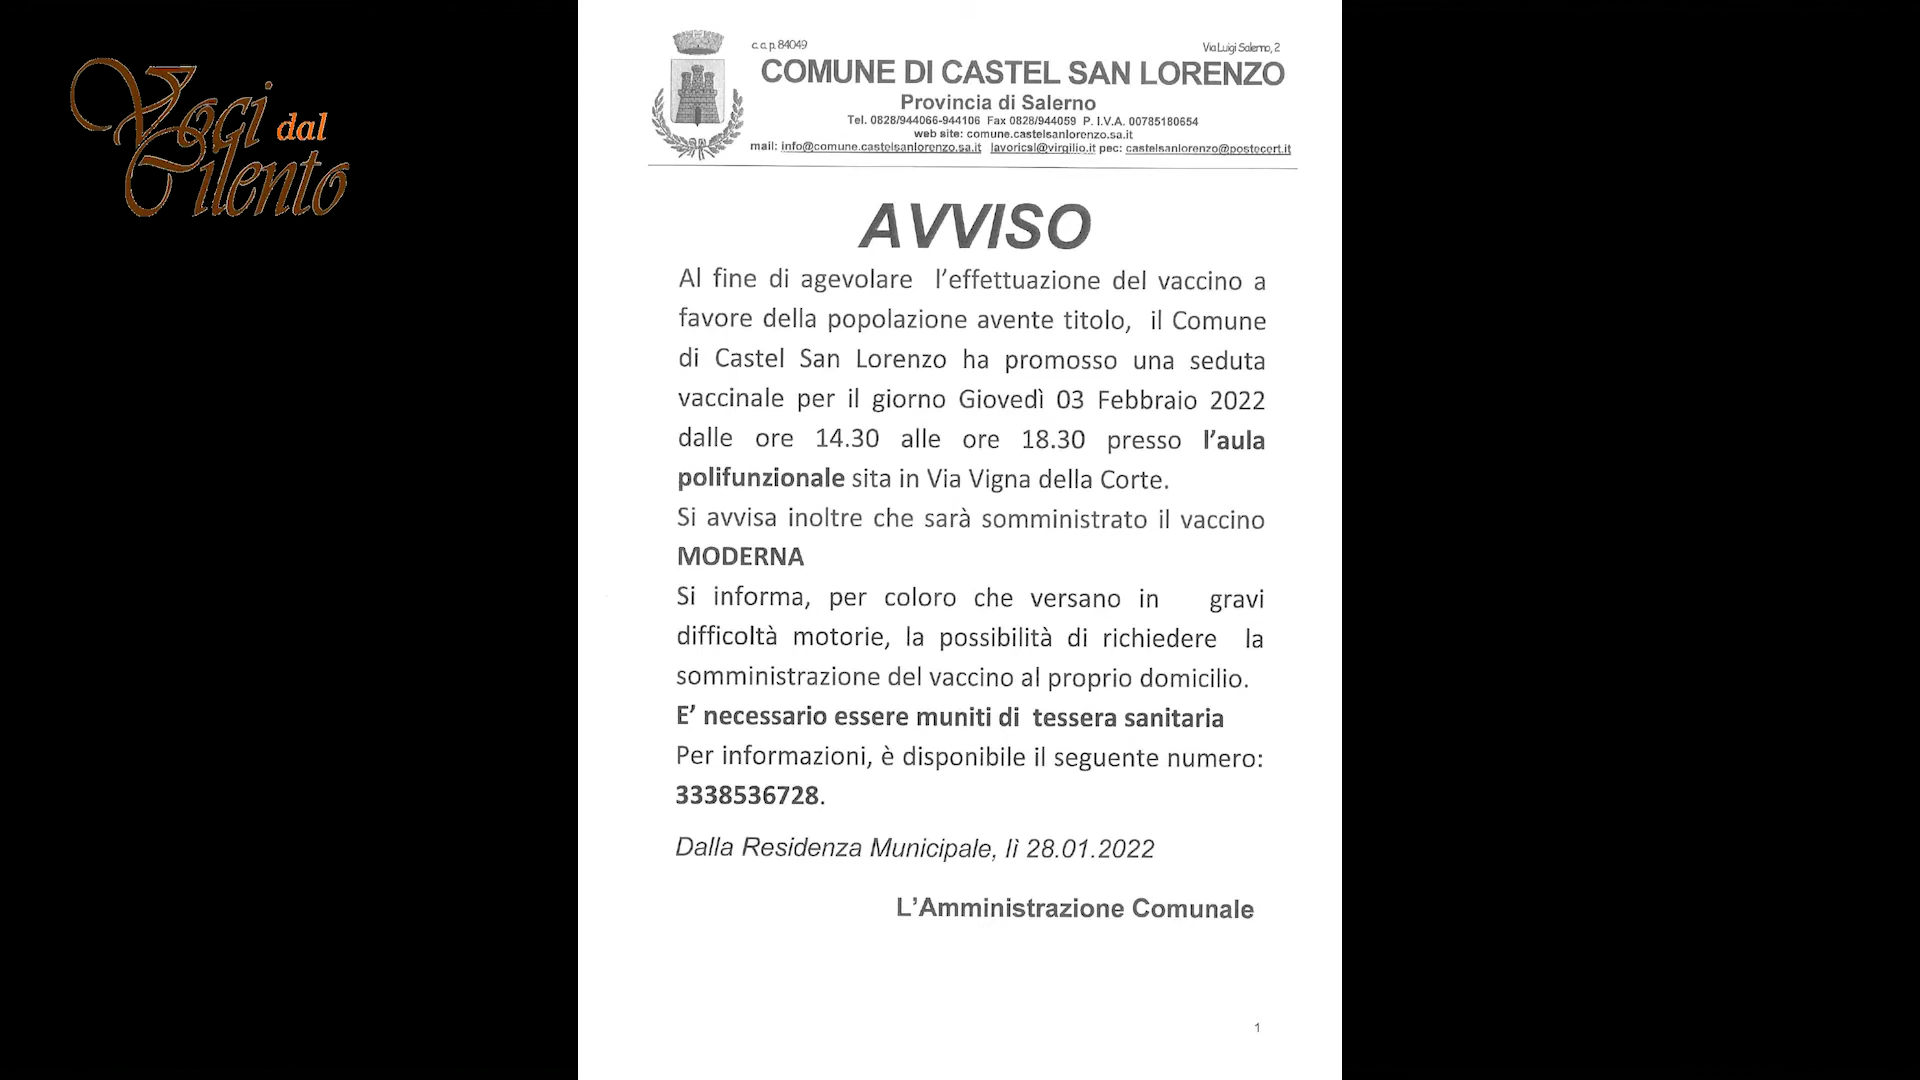 Voci dal
Cilento
c.a.p. 84049
Via Luigi Salerno, 2
COMUNE DI CASTEL SAN LORENZO
Provincia di Salerno
Tel. 0828/944066-944106 Fax 0828/944059 P. I.V.A. 00785180654
web site: comune.castelsanlorenzo.sa.it
mail: info@comune.castelsanlorenzo.sa.it lavoricsl@virgilio.it pec: castelsanlorenzo@postecert.it
AVVISO
Al fine di agevolare l'effettuazione del vaccino a
favore della popolazione avente titolo, il Comune
di Castel San Lorenzo ha promosso una seduta
vaccinale per il giorno Giovedì 03 Febbraio 2022
dalle ore 14.30 alle ore 18.30 presso l'aula
polifunzionale sita in Via Vigna della Corte.
Si avvisa inoltre che sarà somministrato il vaccino
MODERNA
Si informa, per coloro che versano in gravi
difficoltà motorie, la possibilità di richiedere la
somministrazione del vaccino al proprio domicilio.
E' necessario essere muniti di tessera sanitaria
Per informazioni, è disponibile il seguente numero:
3338536728.
Dalla Residenza Municipale, lì 28.01.2022
L'Amministrazione Comunale
1